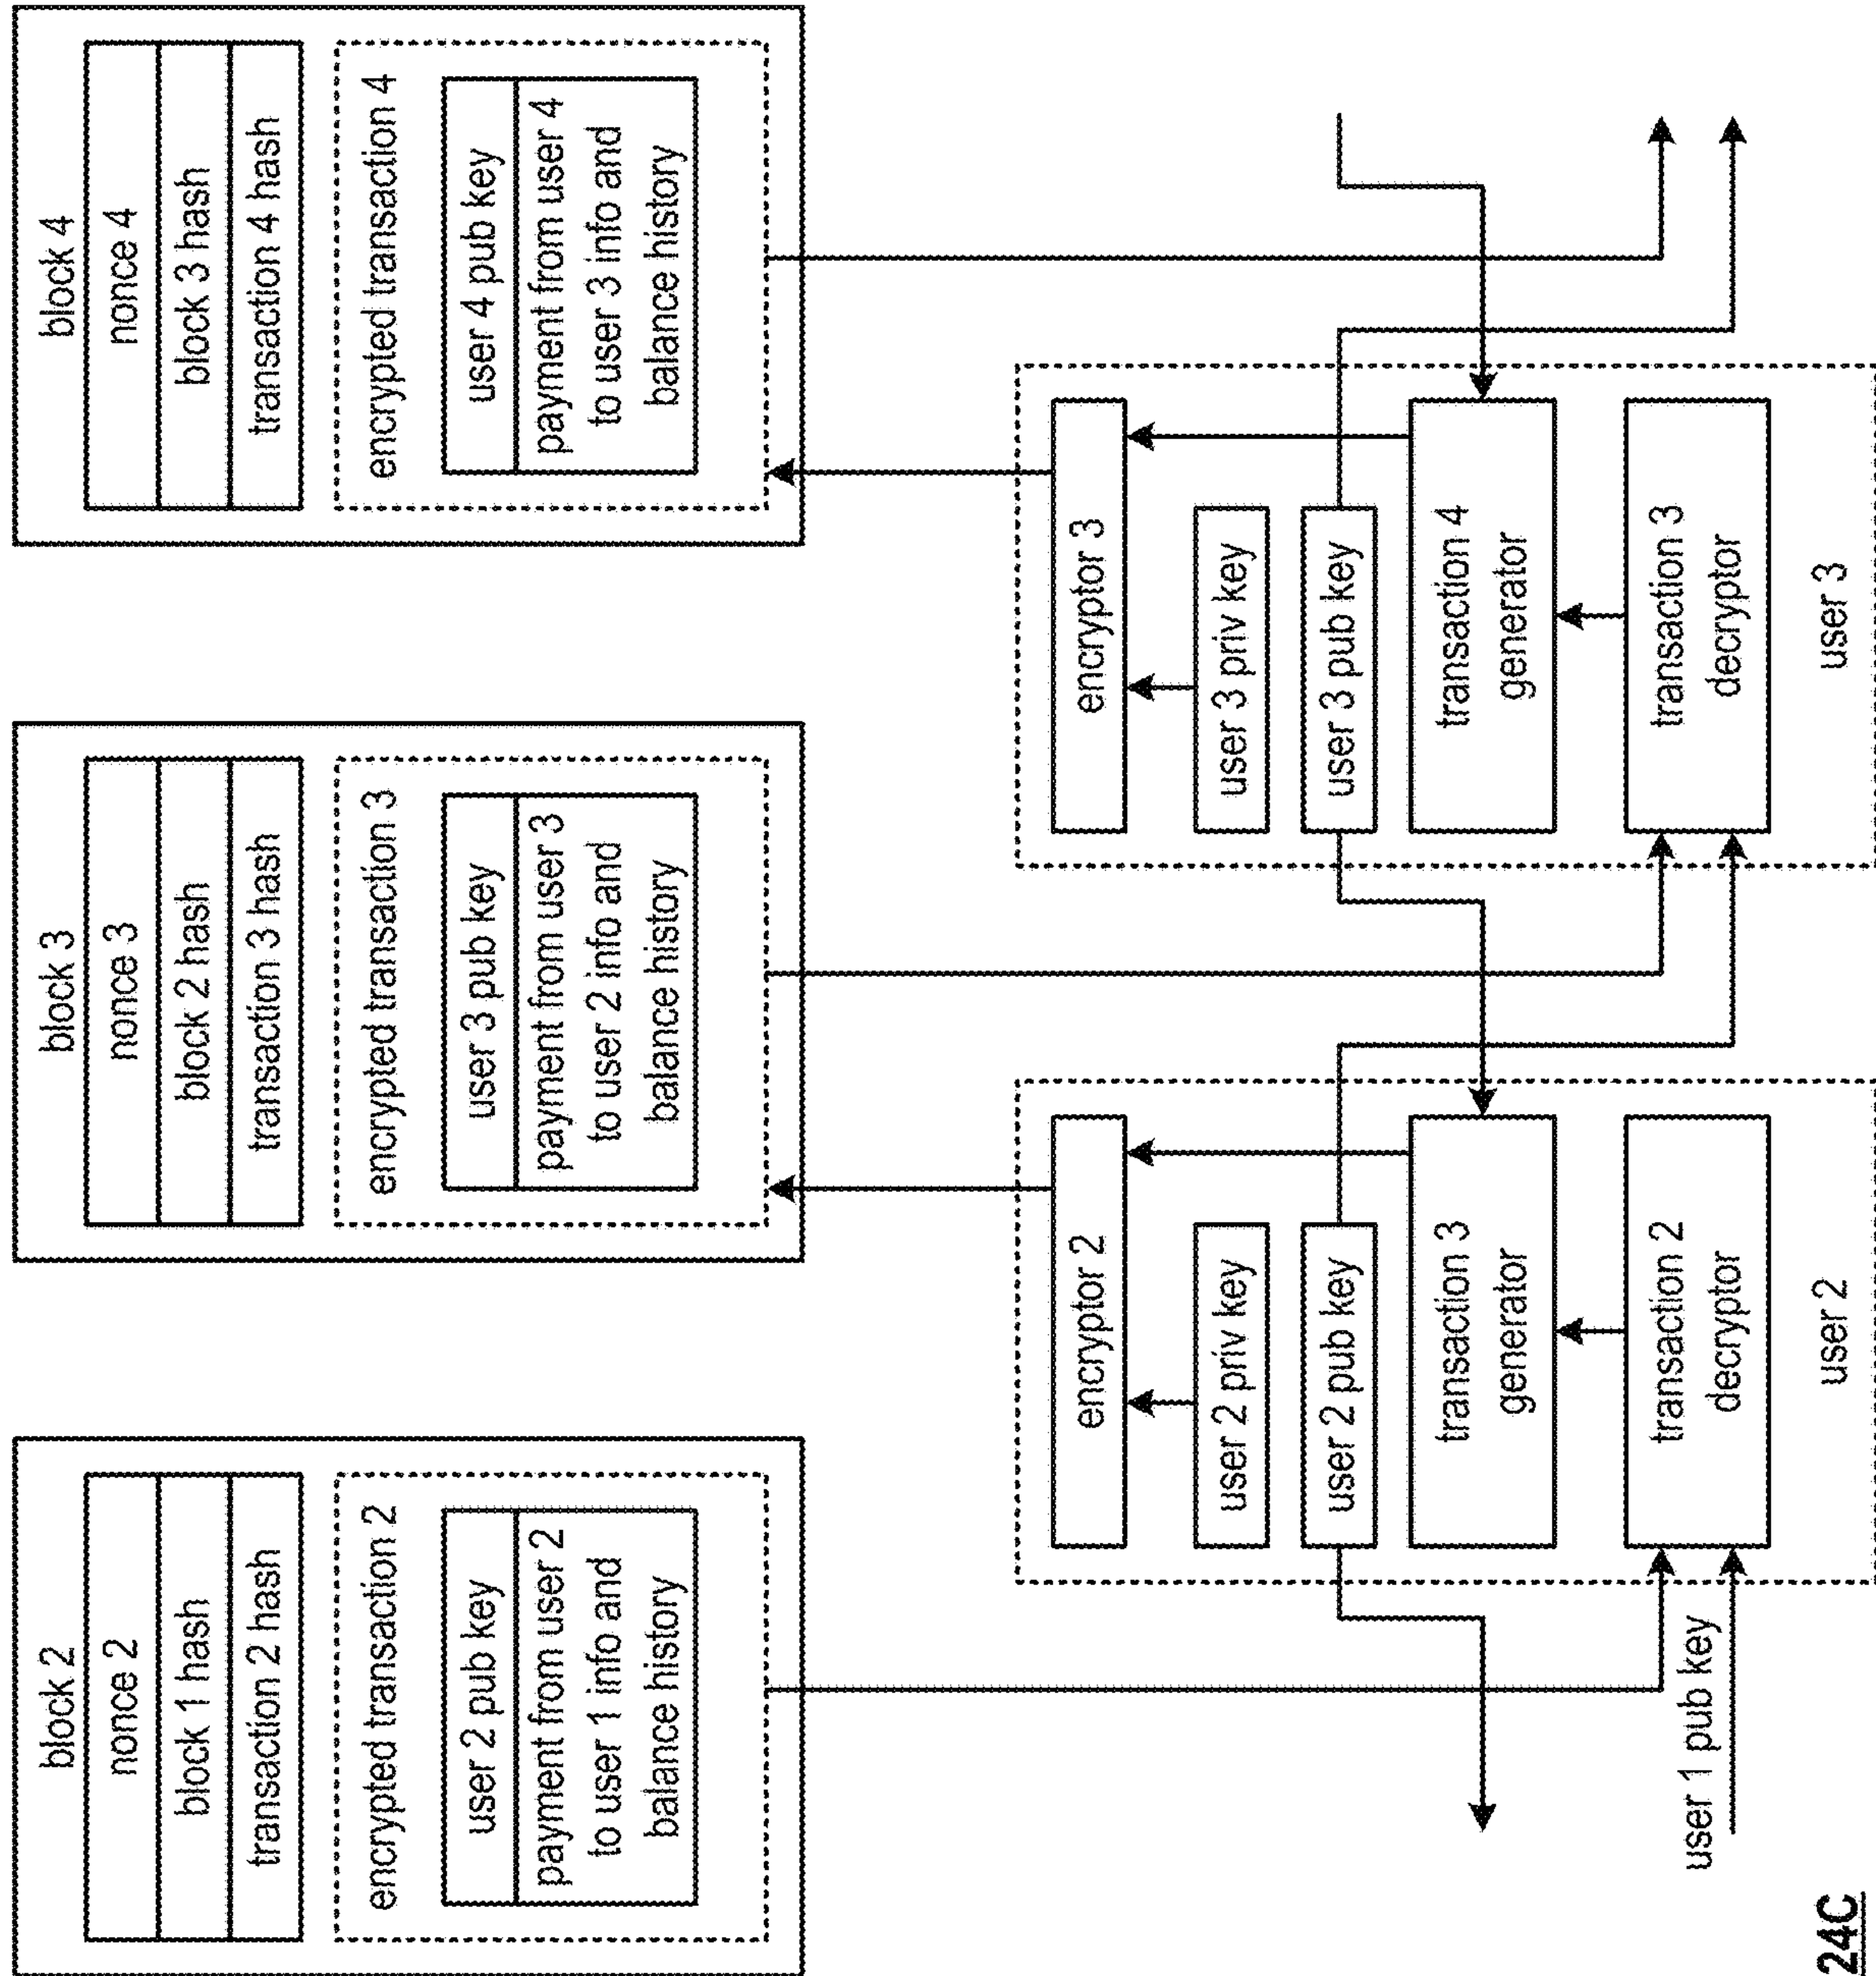 block 2
nonce 2
block 1 hash
transaction 2 hash
encrypted transaction 2
user 2 pub key
payment from user 2
to user 1 info and
balance history
block 3
nonce 3
block 2 hash
transaction 3 hash
encrypted transaction 3
user 3 pub key
payment from user 3
to user 2 info and
balance history
block 4
nonce 4
block 3 hash
transaction 4 hash
encrypted transaction 4
user 4 pub key
payment from user 4
to user 3 info and
balance history
encryptor 2
user 2 priv key
user 2 pub key
transaction 3
generator
transaction 2
decryptor
user 2
user 1 pub key
encryptor 3
user 3 priv key
user 3 pub key
transaction 4
generator
transaction 3
decryptor
user 3
24C